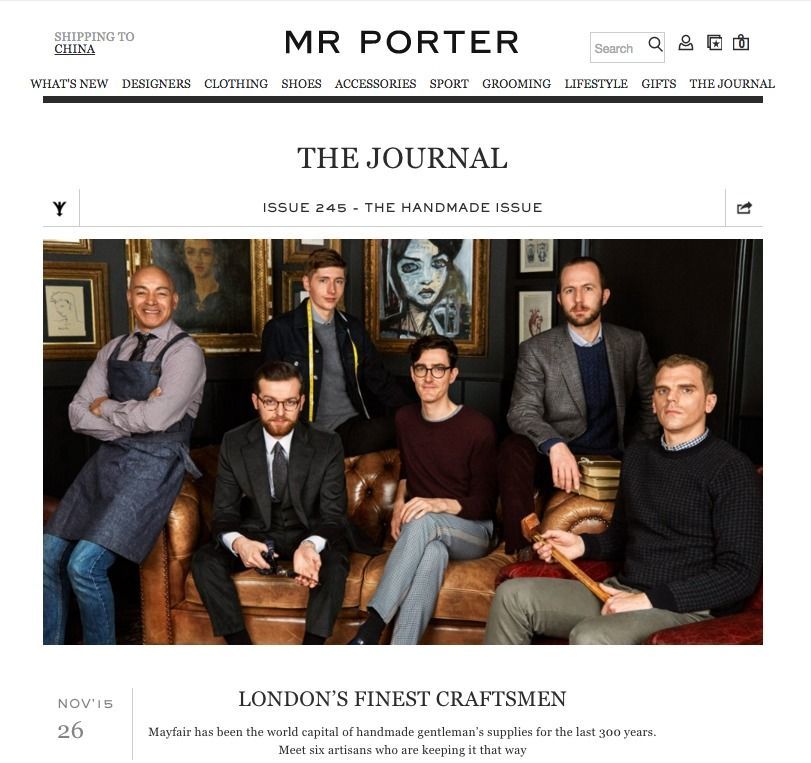 SHIPPING TO
CHINA
MR PORTER
Search
0
WHAT'S NEW DESIGNERS CLOTHING SHOES ACCESSORIES SPORT GROOMING LIFESTYLE GIFTS THE JOURNAL
THE JOURNAL
ISSUE 245 - THE HANDMADE ISSUE
NOV'15
26
LONDON’S FINEST CRAFTSMEN
Mayfair has been the world capital of handmade gentleman’s supplies for the last 300 years.
Meet six artisans who are keeping it that way